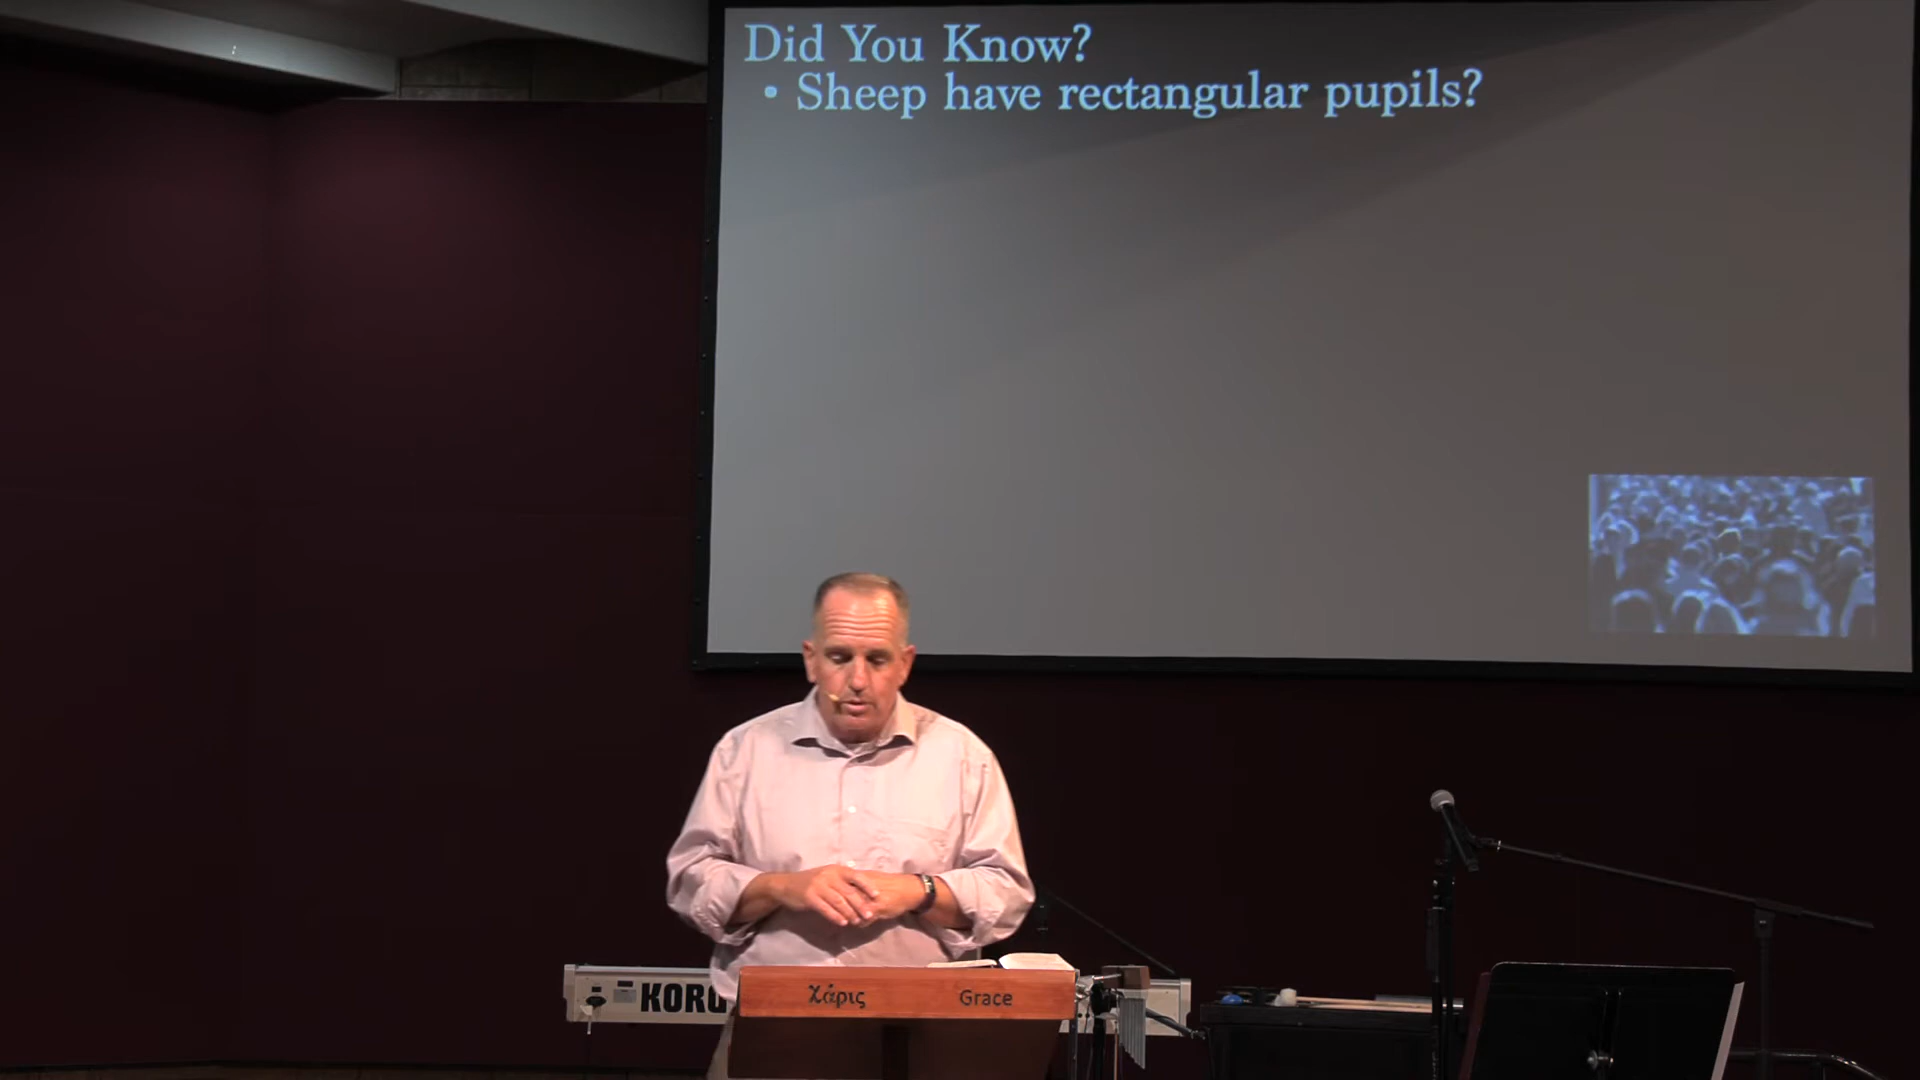 Did You Know?
• Sheep have rectangular pupils?
KORG
χάρις
Grace